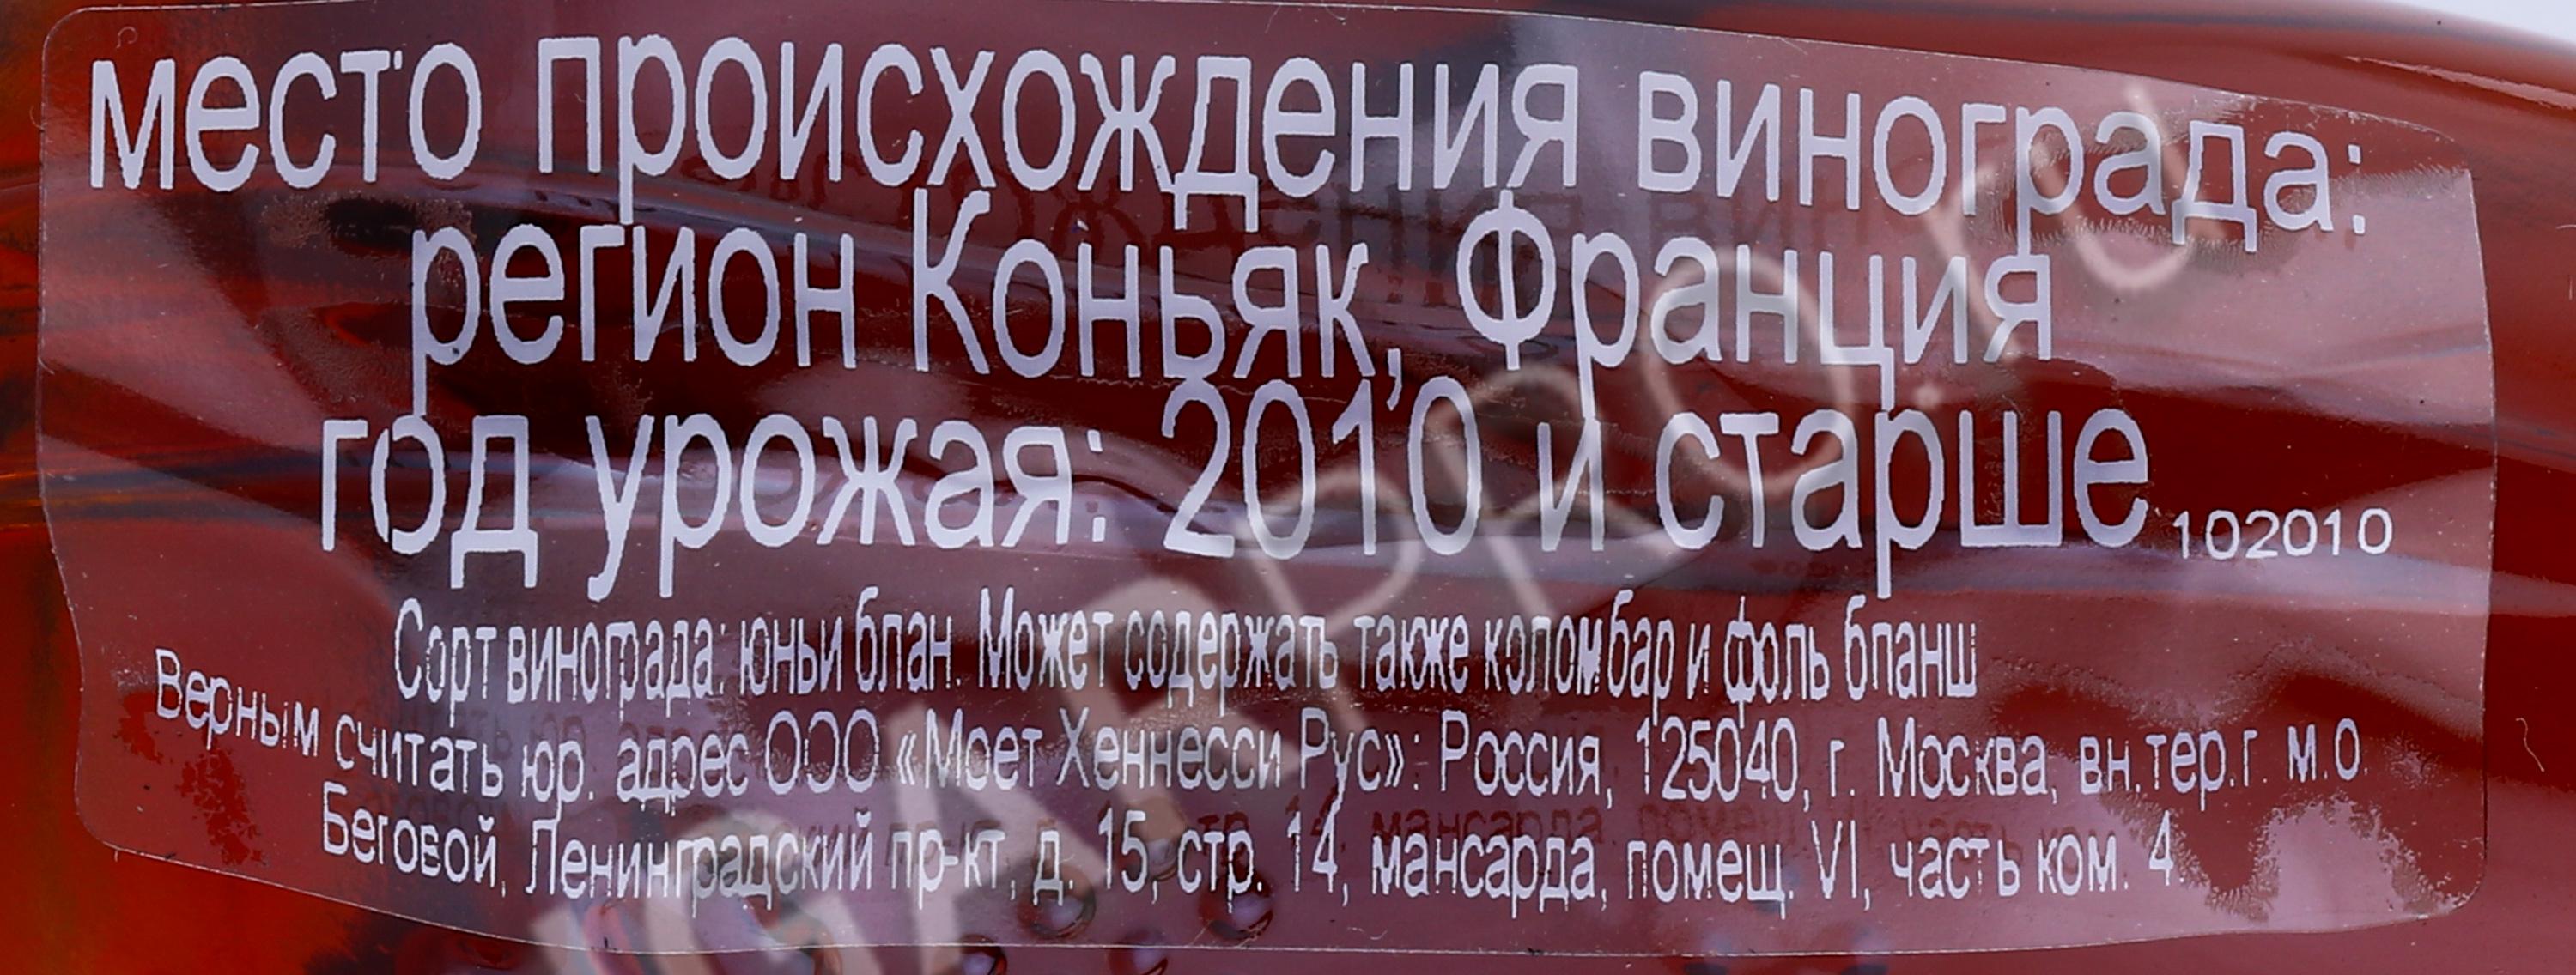 место происхождения винограда:
регион Коньяк, Франция
год урожая: 2010 и старше 102010
Сорт винограда: юньи блан. Может содержать также коломбар и фоль бланш
Верным считать юр. адрес ООО «Моет Хеннесси Рус»: Россия, 125040, г. Москва, вн.тер.г. м.о.
Беговой, Ленинградский пр-кт, д. 15, стр. 14, мансарда, помещ. VI, часть ком. 4.